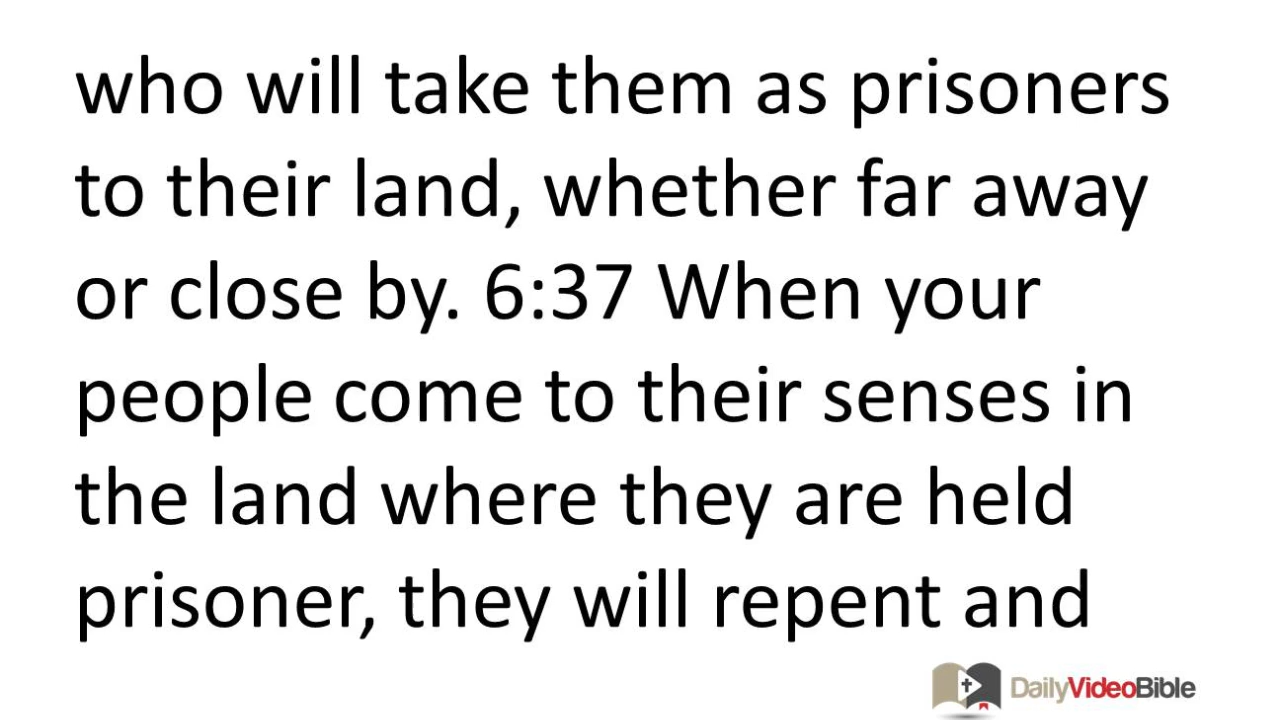 who will take them as prisoners
to their land, whether far away
or close by. 6:37 When your
people come to their senses in
the land where they are held
prisoner, they will repent and
DailyVideoBible